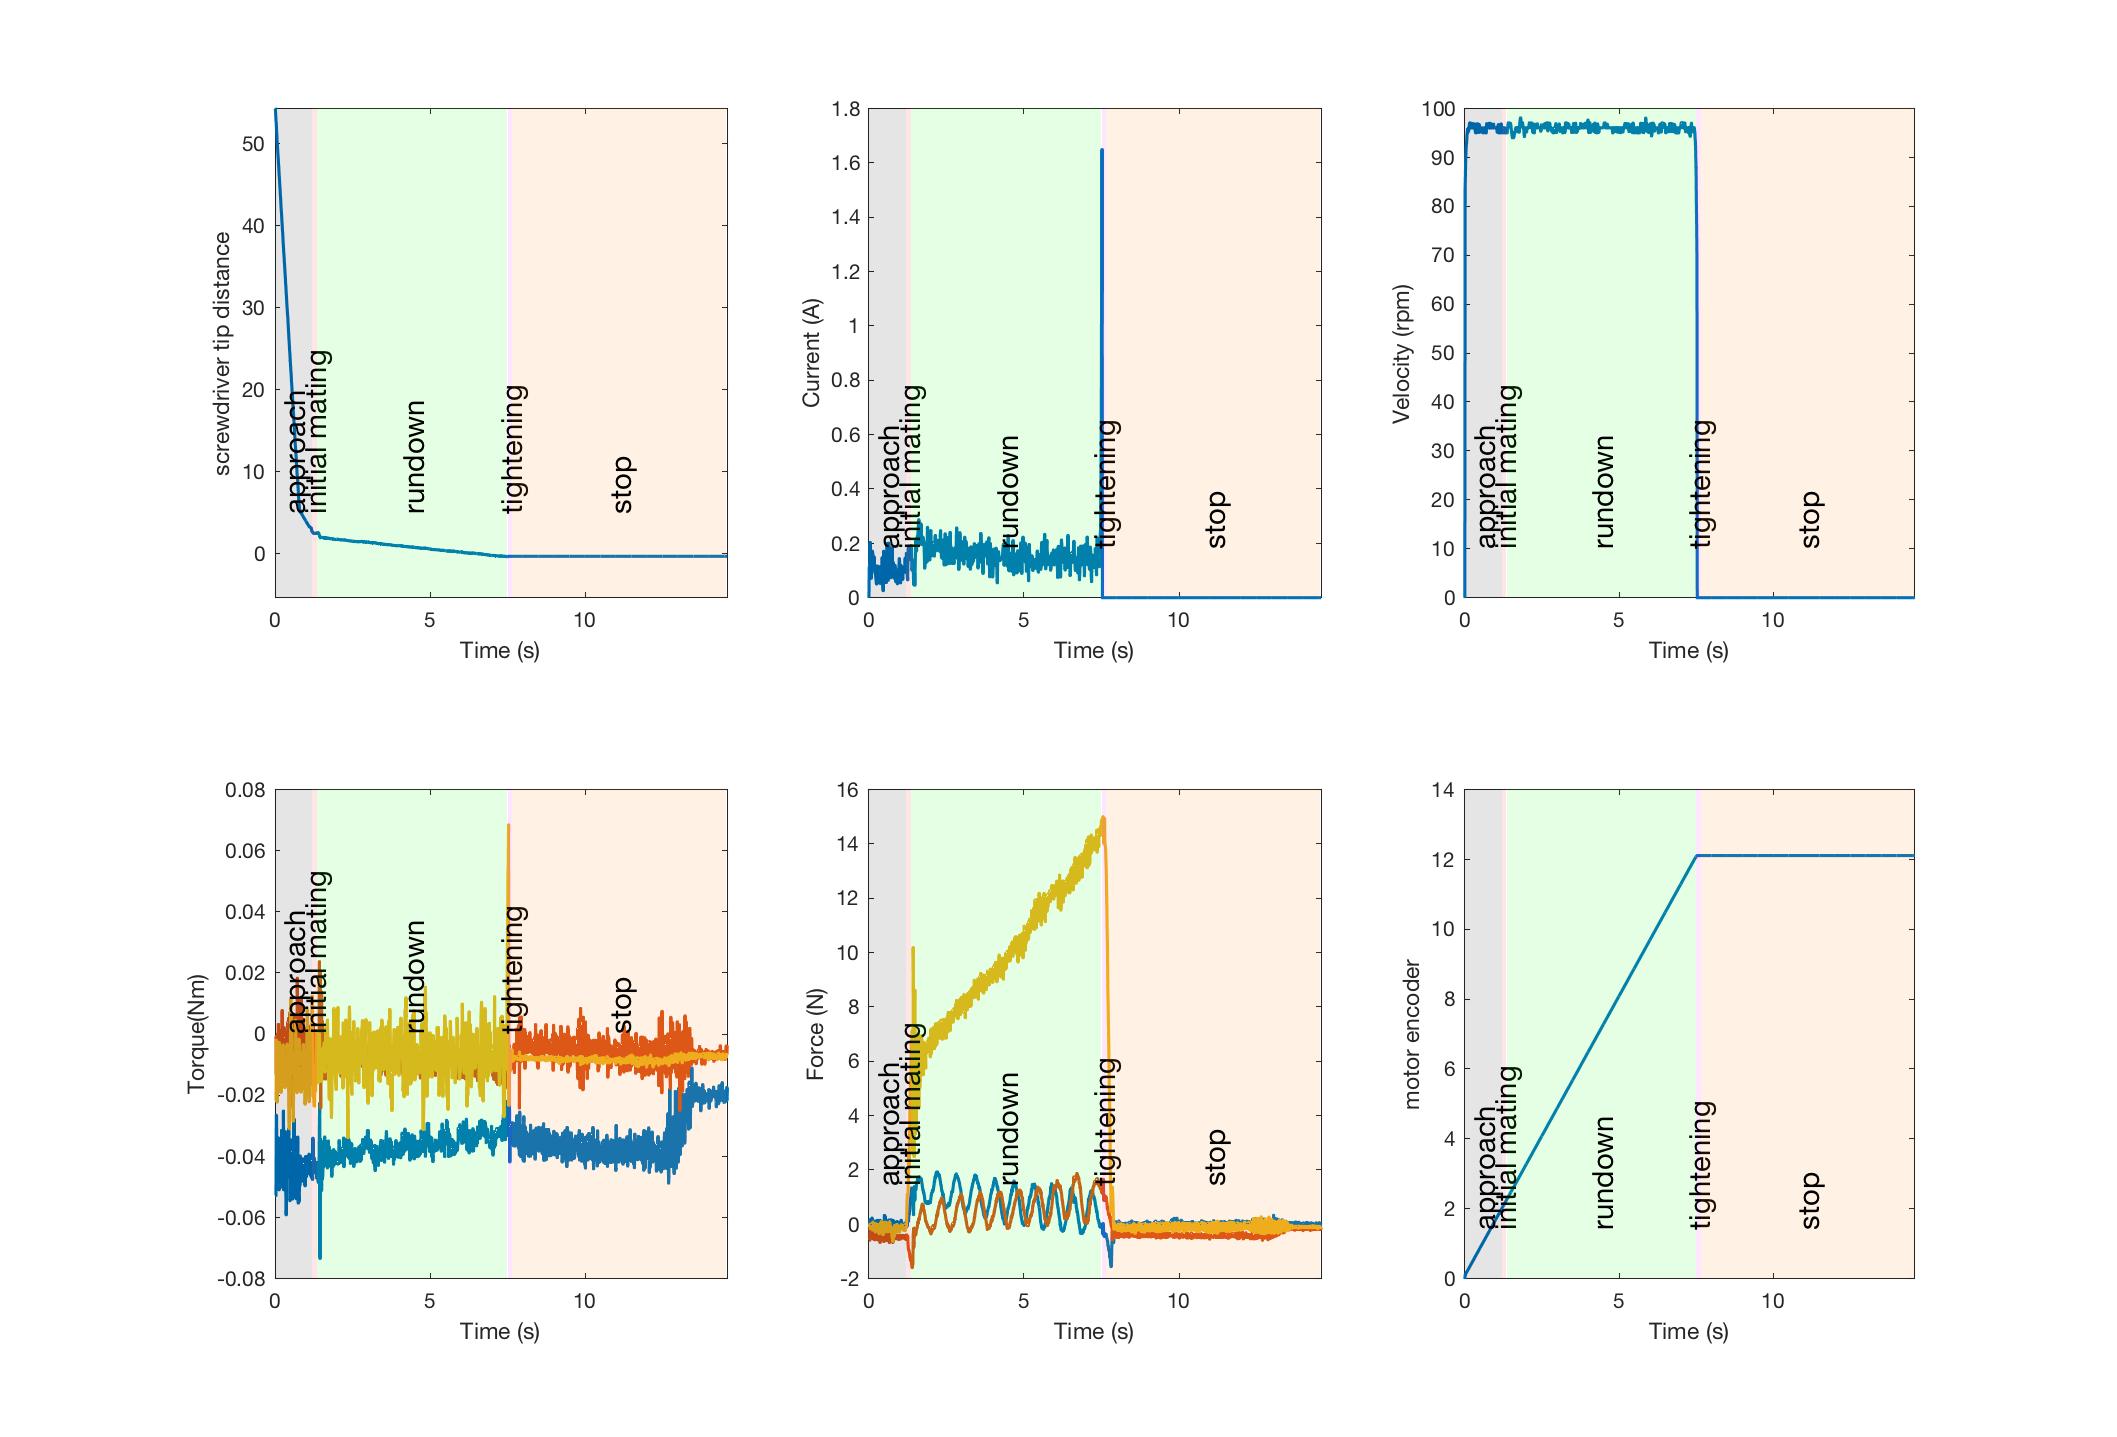 screwdriver tip distance
50
40
30
20
10
0
approach
initial mating
rundown
tightening
stop
0 5 10
Time (s)
Current (A)
1.8
1.6
1.4
1.2
1
0.8
0.6
0.4
0.2
0
approach
initial mating
rundown
tightening
stop
0 5 10
Time (s)
Velocity (rpm)
100
90
80
70
60
50
40
30
20
10
0
approach
initial mating
rundown
tightening
stop
0 5 10
Time (s)
Torque(Nm)
0.08
0.06
0.04
0.02
0
-0.02
-0.04
-0.06
-0.08
approach
initial mating
rundown
tightening
stop
0 5 10
Time (s)
Force (N)
16
14
12
10
8
6
4
2
0
-2
approach
initial mating
rundown
tightening
stop
0 5 10
Time (s)
motor encoder
14
12
10
8
6
4
2
0
approach
initial mating
rundown
tightening
stop
0 5 10
Time (s)